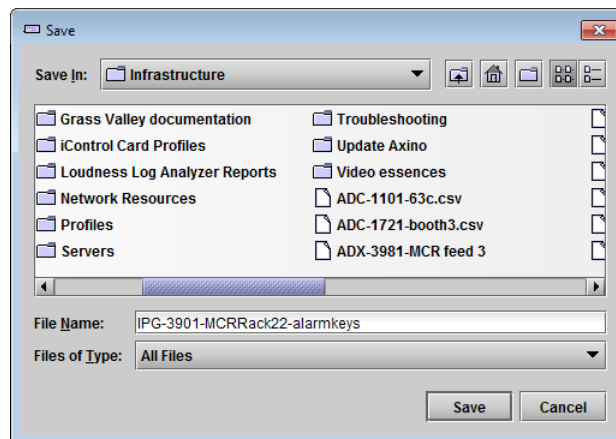 Save
Save In:
Infrastructure
Grass Valley documentation
iControl Card Profiles
Loudness Log Analyzer Reports
Network Resources
Profiles
Servers
Troubleshooting
Update Axino
Video essences
ADC-1101-63c.csv
ADC-1721-booth3.csv
ADX-3981-MCR feed 3
File Name:
IPG-3901-MCRRack22-alarmkeys
Files of Type:
All Files
Save
Cancel